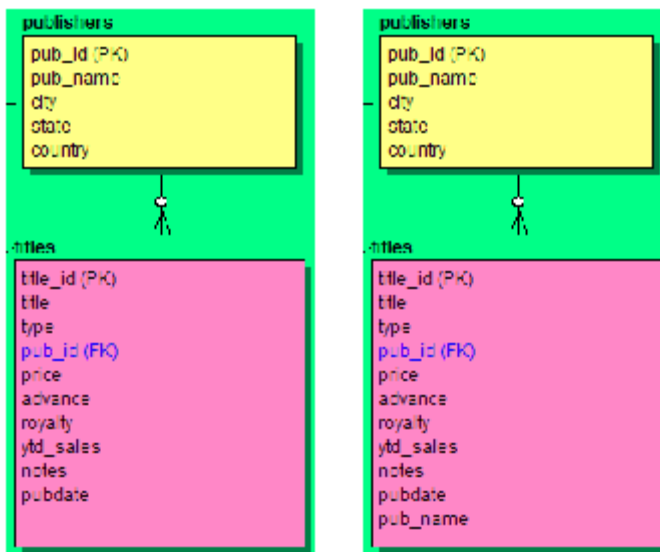 publishers
pub_id (PK)
pub_name
city
state
country
titles
title_id (PK)
title
type
pub_id (FK)
price
advance
royalty
ytd_sales
notes
pubdate
publishers
pub_id (PK)
pub_name
city
state
country
titles
title_id (PK)
title
type
pub_id (FK)
price
advance
royalty
ytd_sales
notes
pubdate
pub_name